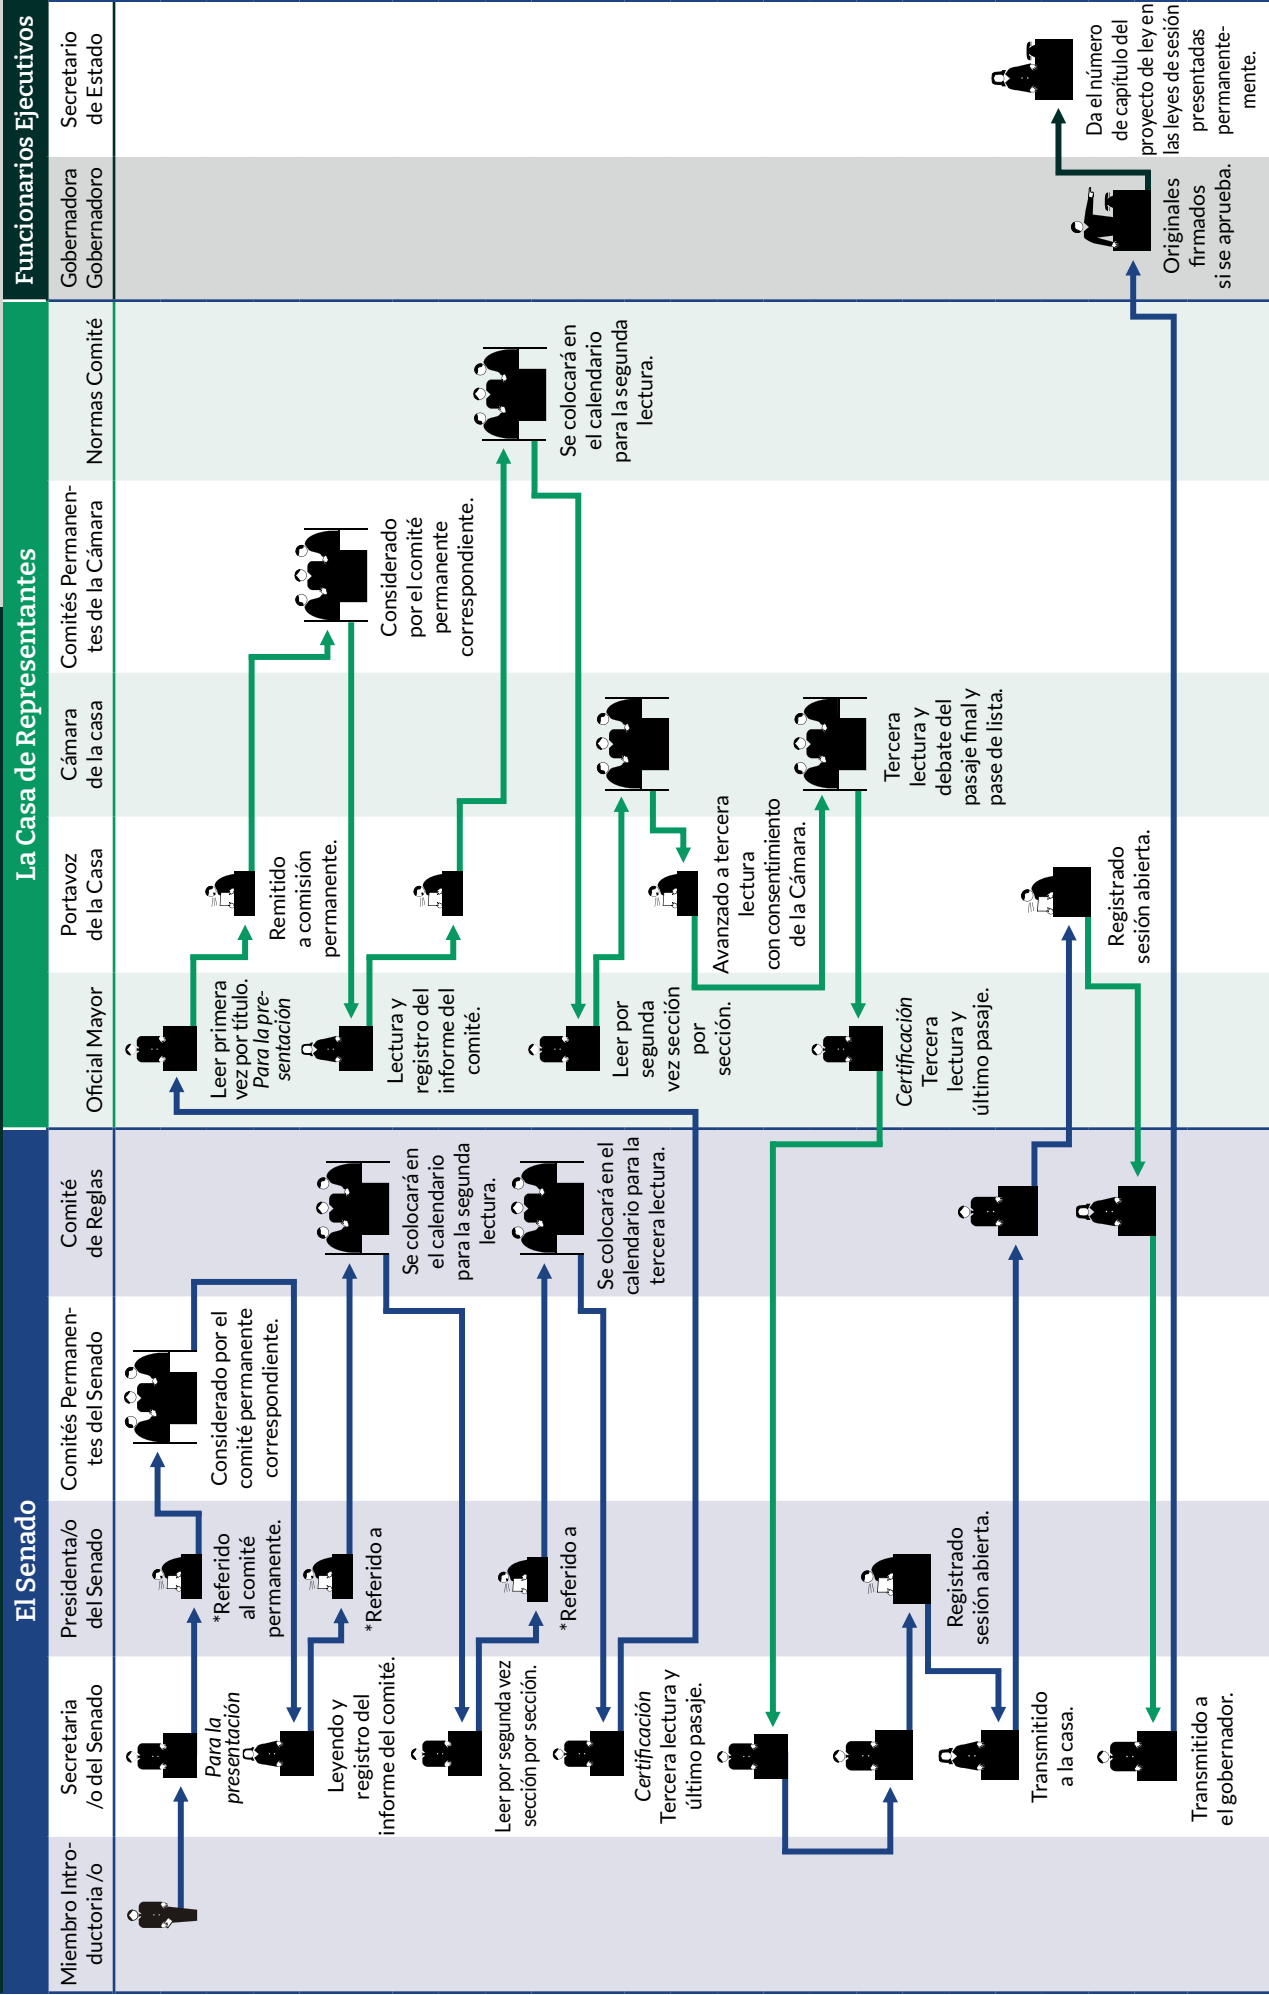 El Senado
La Casa de Representantes
Funcionarios Ejecutivos
Miembro Intro-
ductoria /o
Secretaria
/o del Senado
Presidenta/o
del Senado
Comités Permanen-
tes del Senado
Comité
de Reglas
Oficial Mayor
Portavoz
de la Casa
Cámara
de la casa
Comités Permanen-
tes de la Cámara
Normas Comité
Gobernadora
Gobernadoro
Secretario
de Estado
Para la
presentación
*Referido
al comité
permanente.
Considerado por el
comité permanente
correspondiente.
Leyendo y
registro del
informe del comité.
*Referido a
Se colocará en
el calendario
para la segunda
lectura.
Leer por segunda vez
sección por sección.
*Referido a
Se colocará en el
calendario para la
tercera lectura.
Certificación
Tercera lectura y
último pasaje.
Leer primera
vez por título.
Para la pre-
sentación
Remitido
a comisión
permanente.
Considerado
por el comité
permanente
correspondiente.
Lectura y
registro del
informe del
comité.
Se colocará en
el calendario
para la segunda
lectura.
Leer por
segunda
vez sección
por
sección.
Avanzado a tercera
lectura
con consentimiento
de la Cámara.
Tercera
lectura y
debate del
pasaje final y
pase de lista.
Certificación
Tercera
lectura y
último pasaje.
Registrado
sesión abierta.
Transmitido
a la casa.
Registrado
sesión abierta.
Transmitido a
el gobernador.
Originales
firmados
si se aprueba.
Da el número
de capítulo del
proyecto de ley en
las leyes de sesión
presentadas
permanente-
mente.